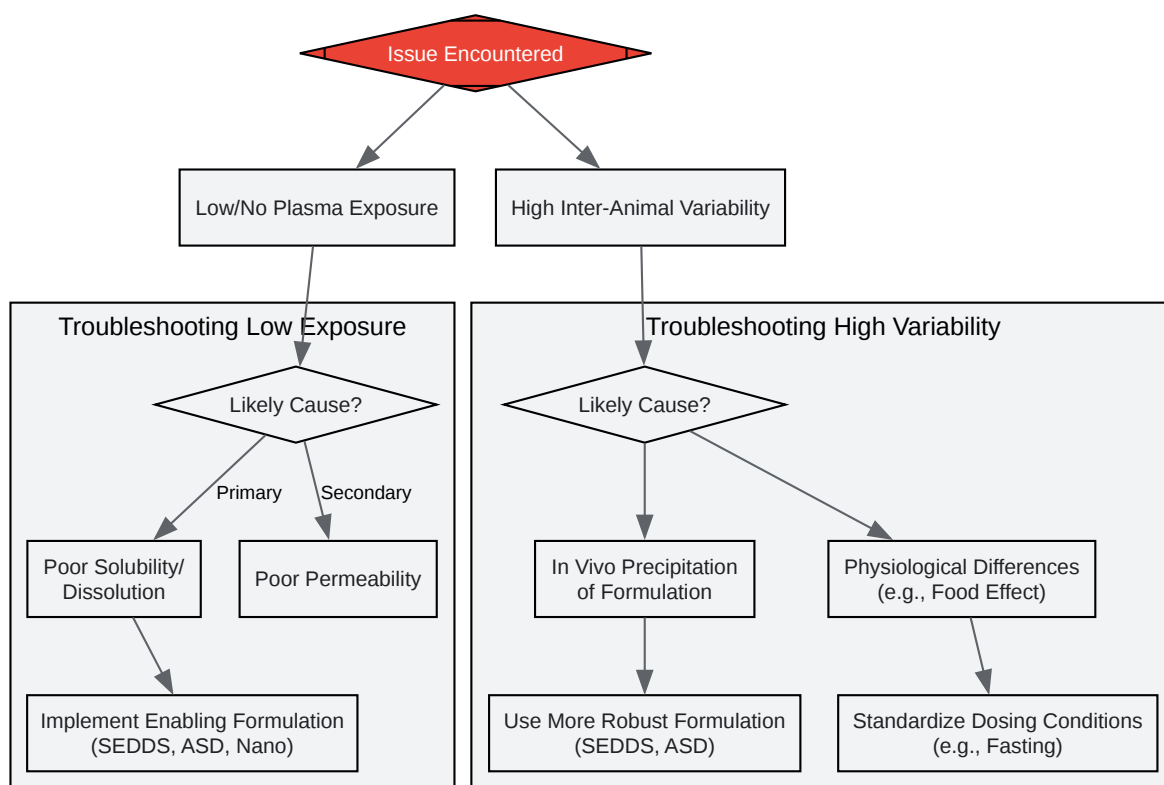 Issue Encountered
Low/No Plasma Exposure
High Inter-Animal Variability
Troubleshooting Low Exposure
Troubleshooting High Variability
Likely Cause?
Likely Cause?
Primary
Secondary
Poor Solubility/
Dissolution
Poor Permeability
In Vivo Precipitation
of Formulation
Physiological Differences
(e.g., Food Effect)
Implement Enabling Formulation
(SEDDS, ASD, Nano)
Use More Robust Formulation
(SEDDS, ASD)
Standardize Dosing Conditions
(e.g., Fasting)